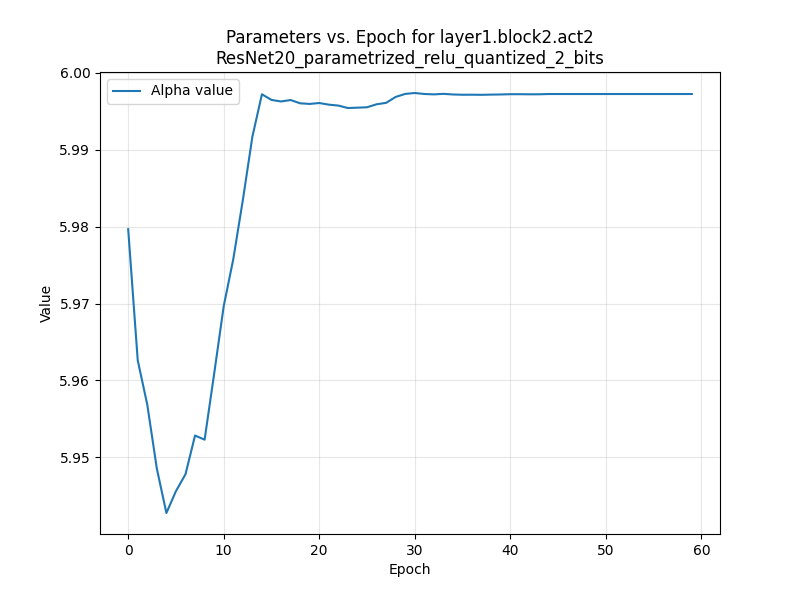 Parameters vs. Epoch for layer1.block2.act2
ResNet20_parametrized_relu_quantized_2_bits
Alpha value
6.00
5.99
5.98
5.97
5.96
5.95
Value
0 10 20 30 40 50 60
Epoch